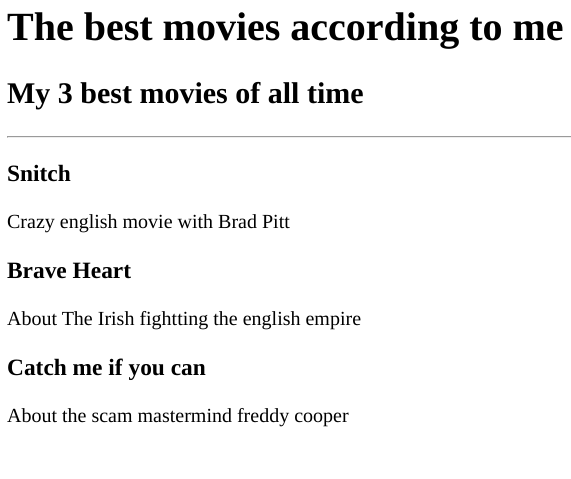 The best movies according to me
My 3 best movies of all time
Snitch
Crazy english movie with Brad Pitt
Brave Heart
About The Irish fightting the english empire
Catch me if you can
About the scam mastermind freddy cooper